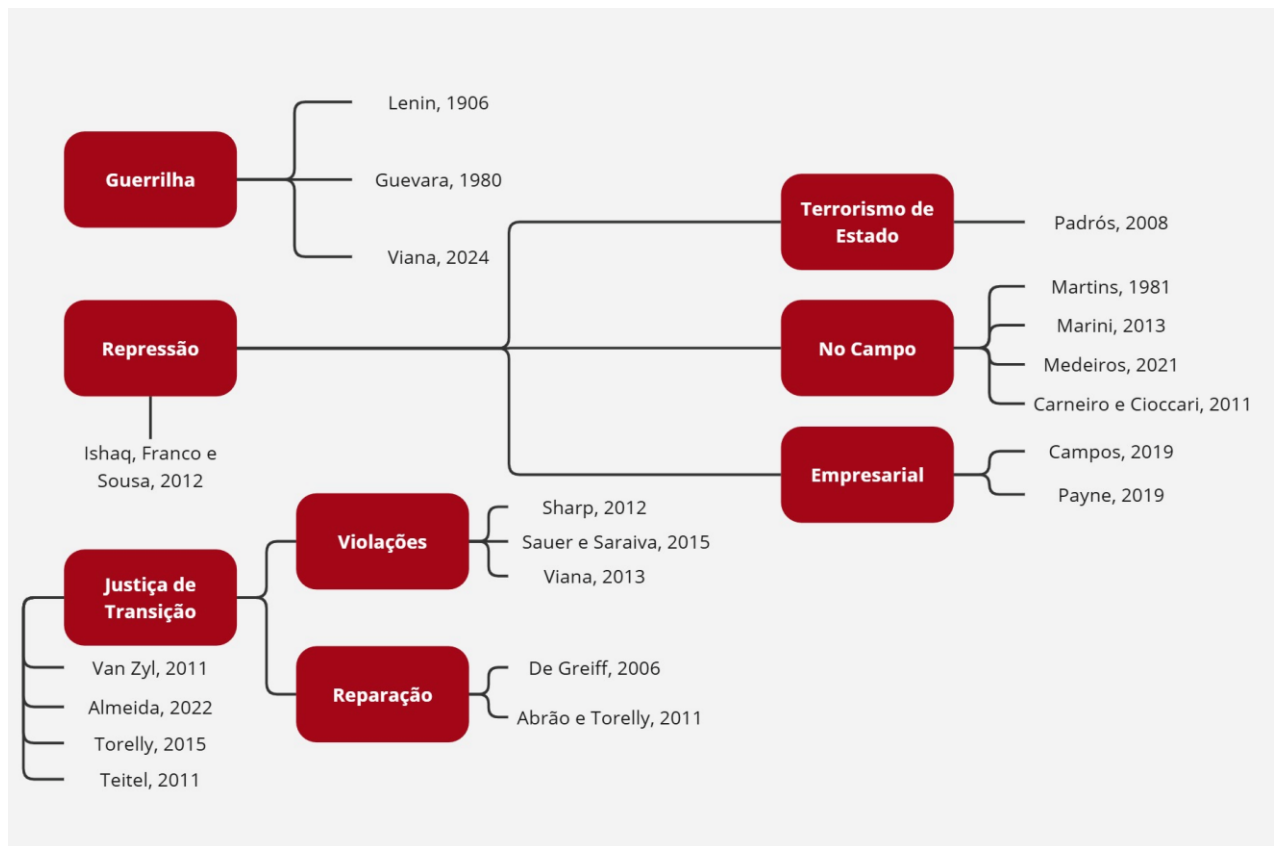 Guerrilha
Lenin, 1906
Guevara, 1980
Viana, 2024
Repressão
Ishaq, Franco e
Sousa, 2012
Terrorismo de
Estado
Padrós, 2008
No Campo
Martins, 1981
Marini, 2013
Medeiros, 2021
Carneiro e Cioccari, 2011
Empresarial
Campos, 2019
Payne, 2019
Justiça de
Transição
Van Zyl, 2011
Almeida, 2022
Torelly, 2015
Teitel, 2011
Violações
Sharp, 2012
Sauer e Saraiva, 2015
Viana, 2013
Reparação
De Greiff, 2006
Abrão e Torelly, 2011